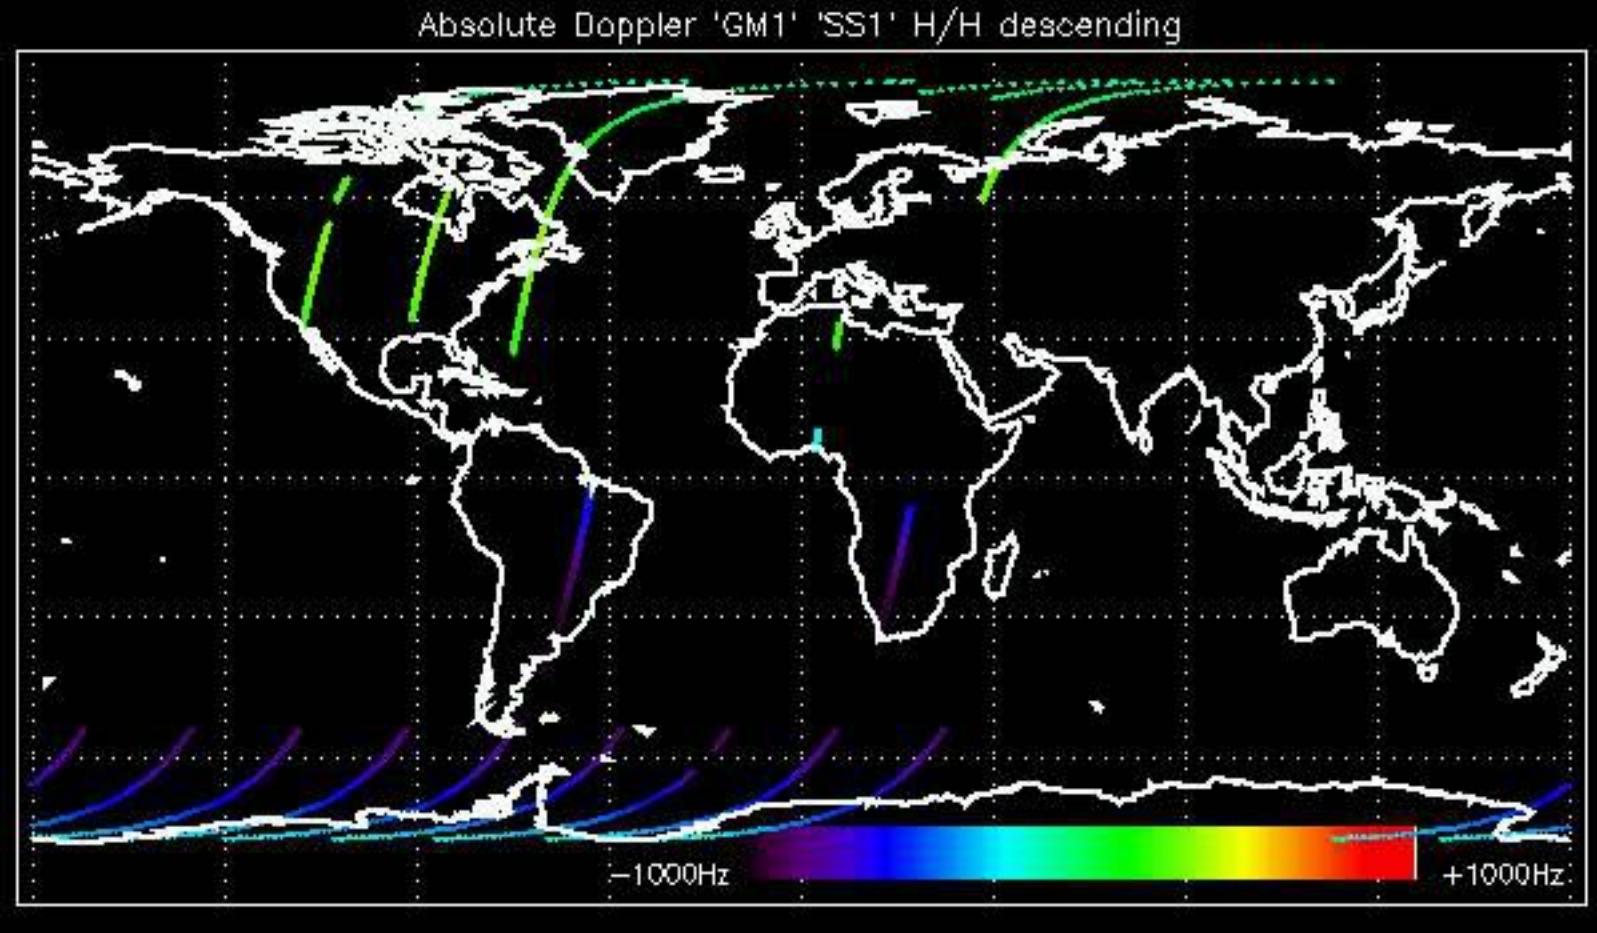 Absolute Doppler 'GM1' 'SS1' H/H descending
−1000Hz
+1000Hz